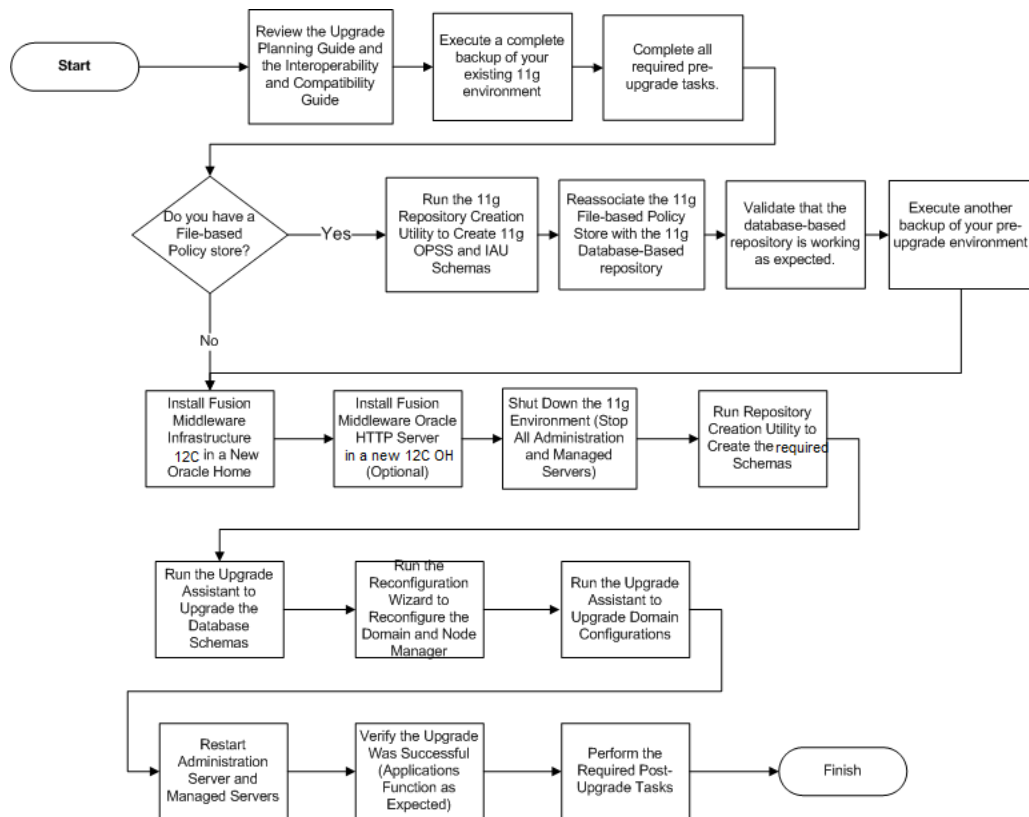 Start
Review the Upgrade
Planning Guide and
the Interoperability
and Compatibility
Guide
Execute a complete
backup of your
existing 11g
environment
Complete all
required pre-
upgrade tasks.
Do you have a
File-based
Policy store?
Yes
Run the 11g
Repository Creation
Utility to Create 11g
OPSS and IAU
Schemas
Reassociate the 11g
File-based Policy
Store with the 11g
Database-Based
repository
Validate that the
database-based
repository is working
as expected.
Execute another
backup of your pre-
upgrade environment
No
Install Fusion
Middleware
Infrastructure
12C in a New
Oracle Home
Install Fusion
Middleware Oracle
HTTP Server
in a new 12C OH
(Optional)
Shut Down the 11g
Environment (Stop
All Administration
and Managed
Servers)
Run Repository
Creation Utility to
Create the required
Schemas
Run the Upgrade
Assistant to
Upgrade the
Database
Schemas
Run the
Reconfiguration
Wizard to
Reconfigure the
Domain and Node
Manager
Run the Upgrade
Assistant to
Upgrade Domain
Configurations
Restart
Administration
Server and
Managed Servers
Verify the Upgrade
Was Successful
(Applications
Function as
Expected)
Perform the
Required Post-
Upgrade Tasks
Finish